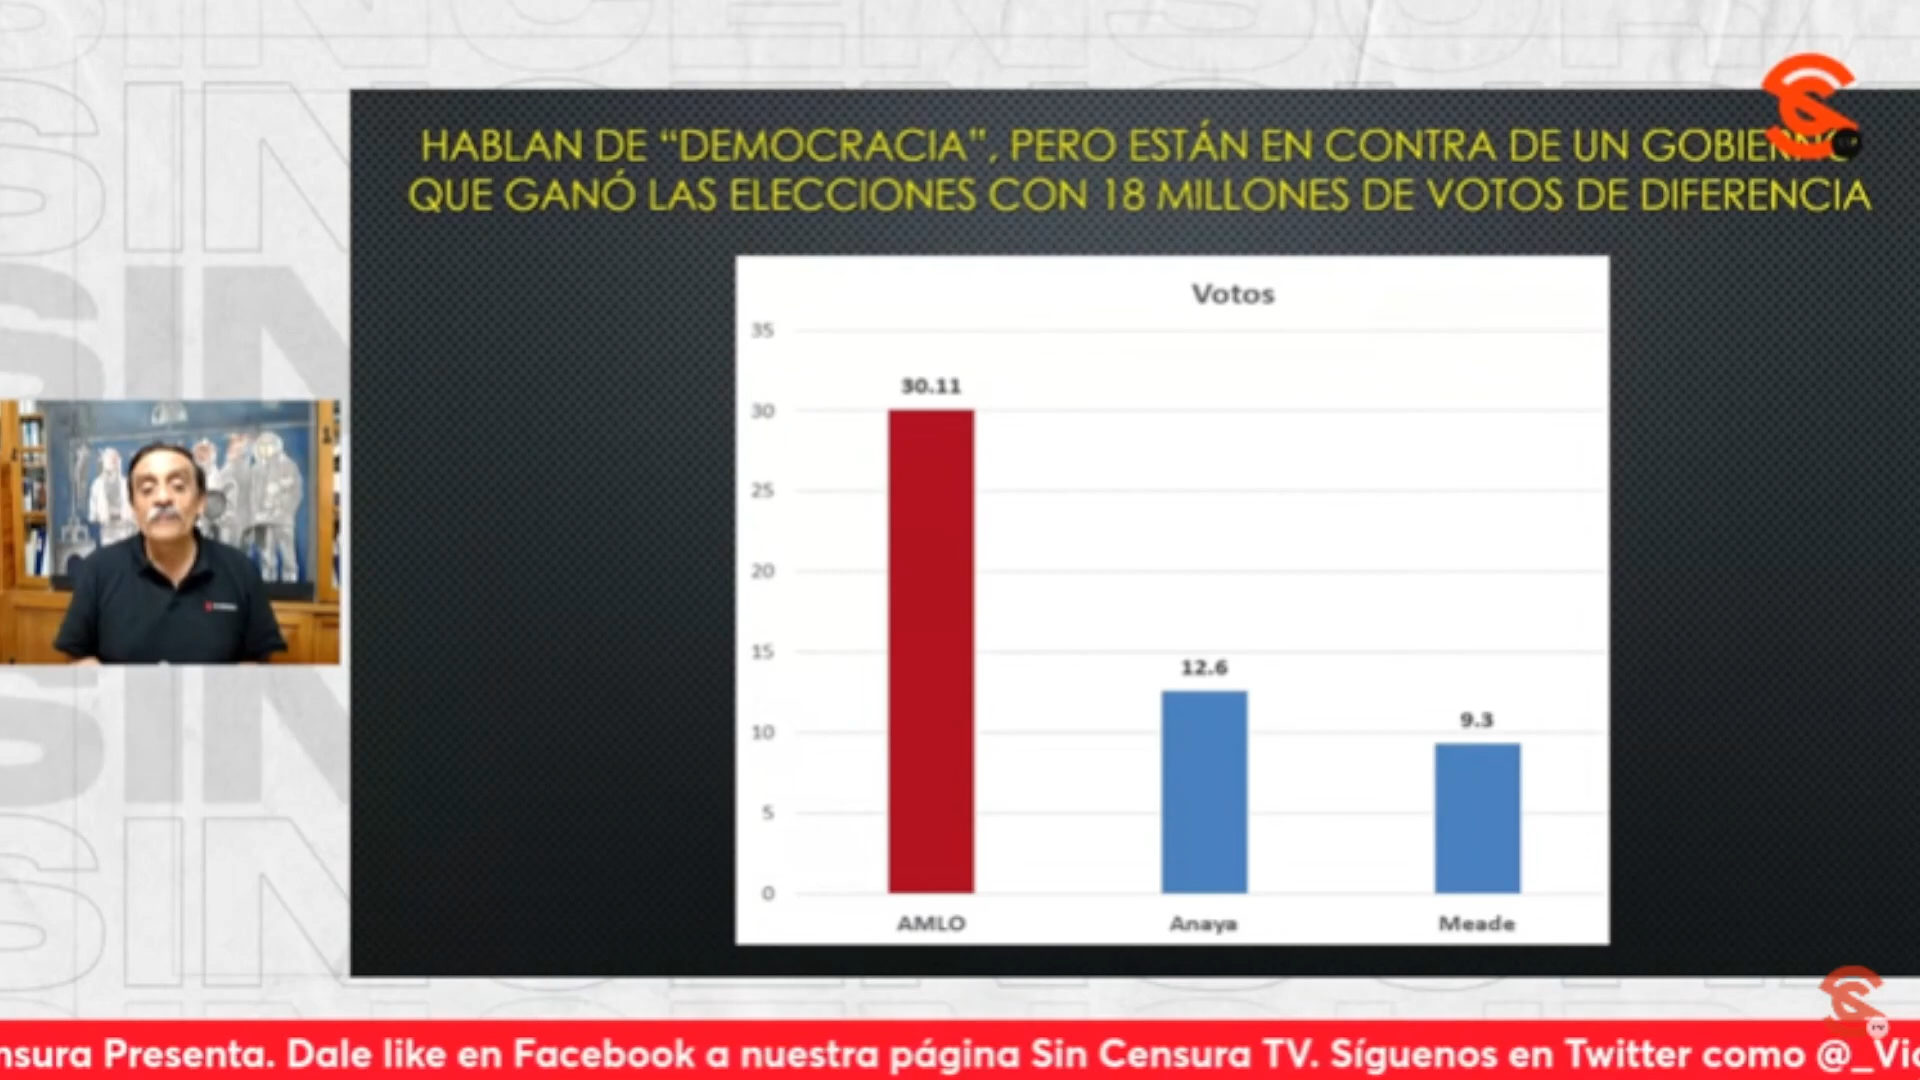 HABLAN DE “DEMOCRACIA”, PERO ESTÁN EN CONTRA DE UN GOBIERNO
QUE GANÓ LAS ELECCIONES CON 18 MILLONES DE VOTOS DE DIFERENCIA
Votos
35
30
25
20
15
10
5
0
30.11
12.6
9.3
AMLO Anaya Meade
nsura Presenta. Dale like en Facebook a nuestra página Sin Censura TV. Síguenos en Twitter como @_Vic